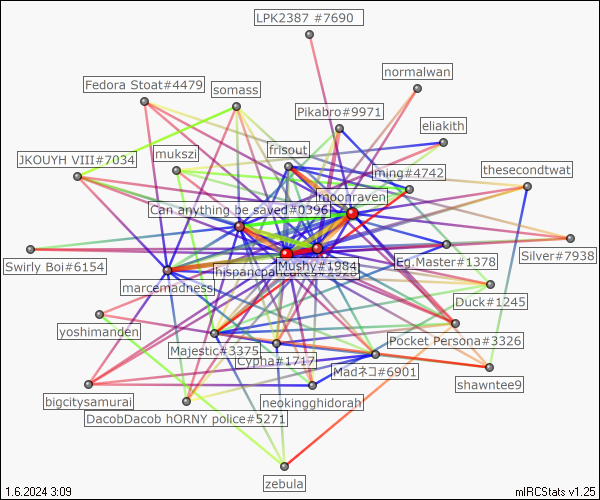 LPK2387 #7690
normalwan
Fedora Stoat#4479
somass
Pikabro#9971
eliakith
frisout
mukszi
JKOUYH VIII#7034
ming#4742
thesecondtwat
moonraven
Can anything be saved#0396
Swirly Boi#6154
Eg.Master#1378
Silver#7938
Mushy#1984
marcemadness
Duck#1245
yoshimanden
Pocket Persona#3326
Majestic#3375
Cypha#1717
Madネコ#6901
shawntee9
bigcitysamurai
neokingghidorah
DacobDacob hORNY police#5271
zebula
1.6.2024 3:09
mIRCStats v1.25